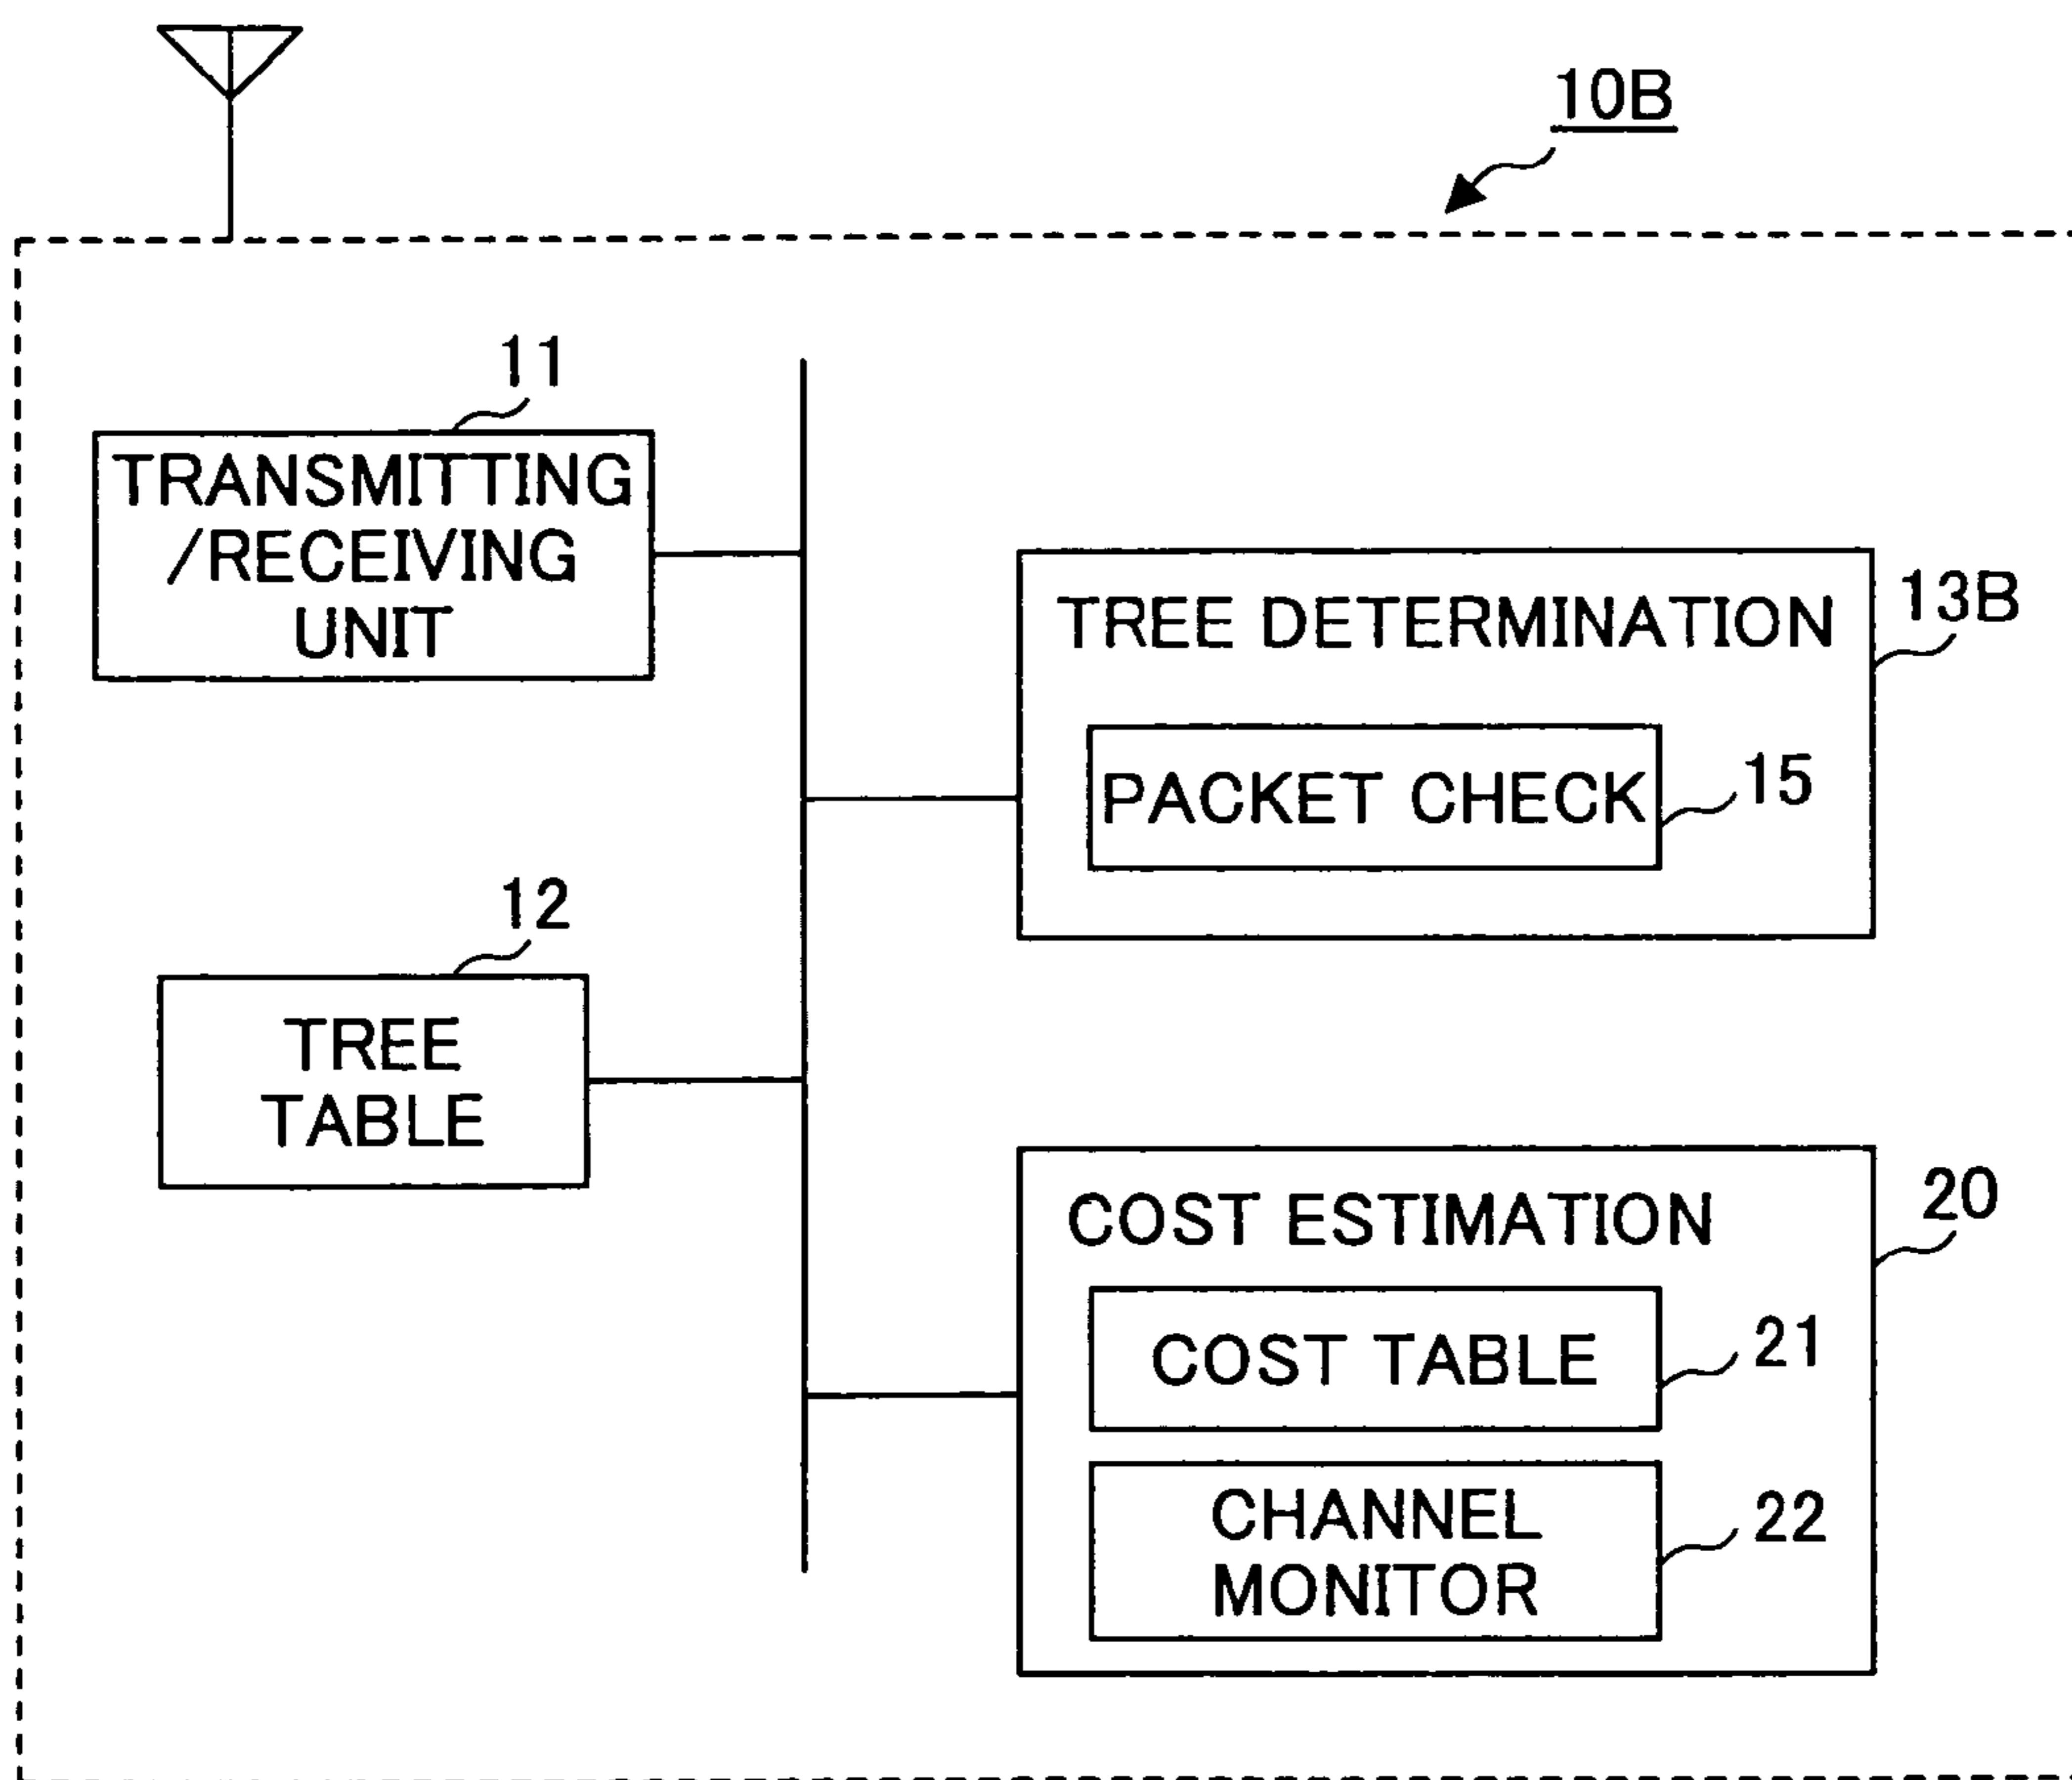 10B
11
TRANSMITTING
/RECEIVING
UNIT
TREE DETERMINATION
13B
PACKET CHECK
15
12
TREE
TABLE
COST ESTIMATION
20
COST TABLE
21
CHANNEL
MONITOR
22